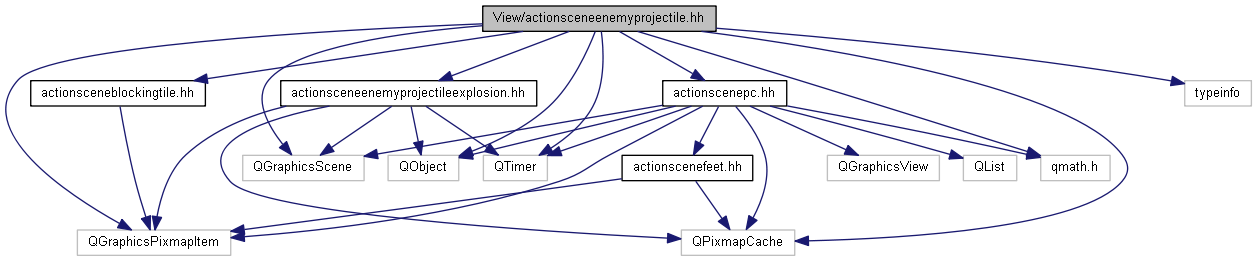 View/actionsceneenemyprojectile.hh
actionsceneblockingtile.hh
actionsceneenemyprojectileexplosion.hh
actionscenepc.hh
typeinfo
QGraphicsScene
QObject
QTimer
actionscenefeet.hh
QGraphicsView
QList
qmath.h
QGraphicsPixmapItem
QPixmapCache